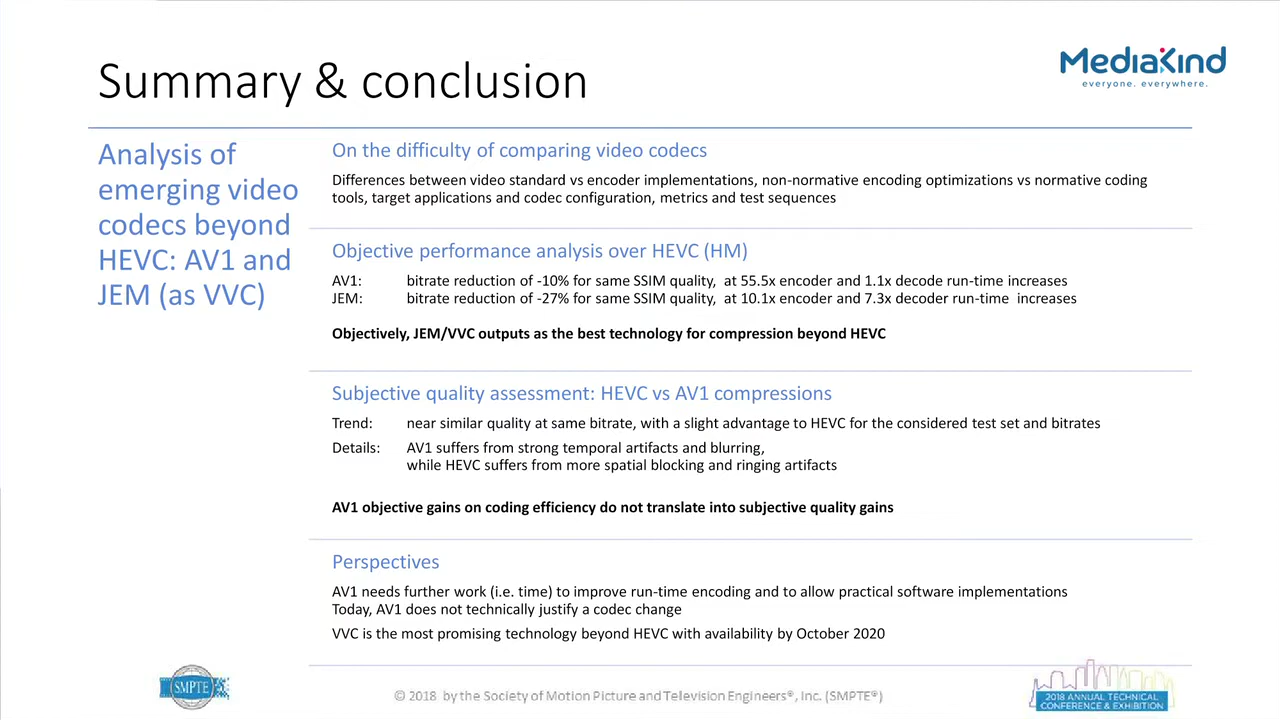 Summary & conclusion
MediaKind
everyone. everywhere.
Analysis of
emerging video
codecs beyond
HEVC: AV1 and
JEM (as VVC)
On the difficulty of comparing video codecs
Differences between video standard vs encoder implementations, non-normative encoding optimizations vs normative coding
tools, target applications and codec configuration, metrics and test sequences
Objective performance analysis over HEVC (HM)
AV1: bitrate reduction of -10% for same SSIM quality, at 55.5x encoder and 1.1x decode run-time increases
JEM: bitrate reduction of -27% for same SSIM quality, at 10.1x encoder and 7.3x decoder run-time increases
Objectively, JEM/VVC outputs as the best technology for compression beyond HEVC
Subjective quality assessment: HEVC vs AV1 compressions
Trend: near similar quality at same bitrate, with a slight advantage to HEVC for the considered test set and bitrates
Details: AV1 suffers from strong temporal artifacts and blurring,
while HEVC suffers from more spatial blocking and ringing artifacts
AV1 objective gains on coding efficiency do not translate into subjective quality gains
Perspectives
AV1 needs further work (i.e. time) to improve run-time encoding and to allow practical software implementations
Today, AV1 does not technically justify a codec change
VVC is the most promising technology beyond HEVC with availability by October 2020
SMPTE
© 2018 by the Society of Motion Picture and Television Engineers®, Inc. (SMPTE®)
2018 ANNUAL TECHNICAL
CONFERENCE & EXHIBITION